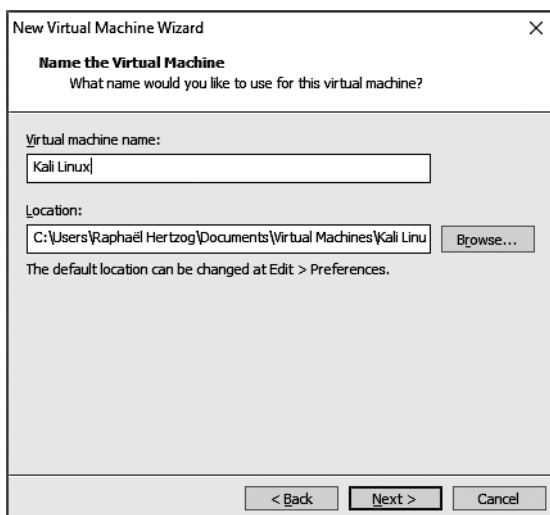 New Virtual Machine Wizard
Name the Virtual Machine
What name would you like to use for this virtual machine?
Virtual machine name:
Kali Linux
Location:
C:\Users\Raphaël Hertzog\Documents\Virtual Machines\Kali Linu
Browse...
The default location can be changed at Edit > Preferences.
< Back Next > Cancel